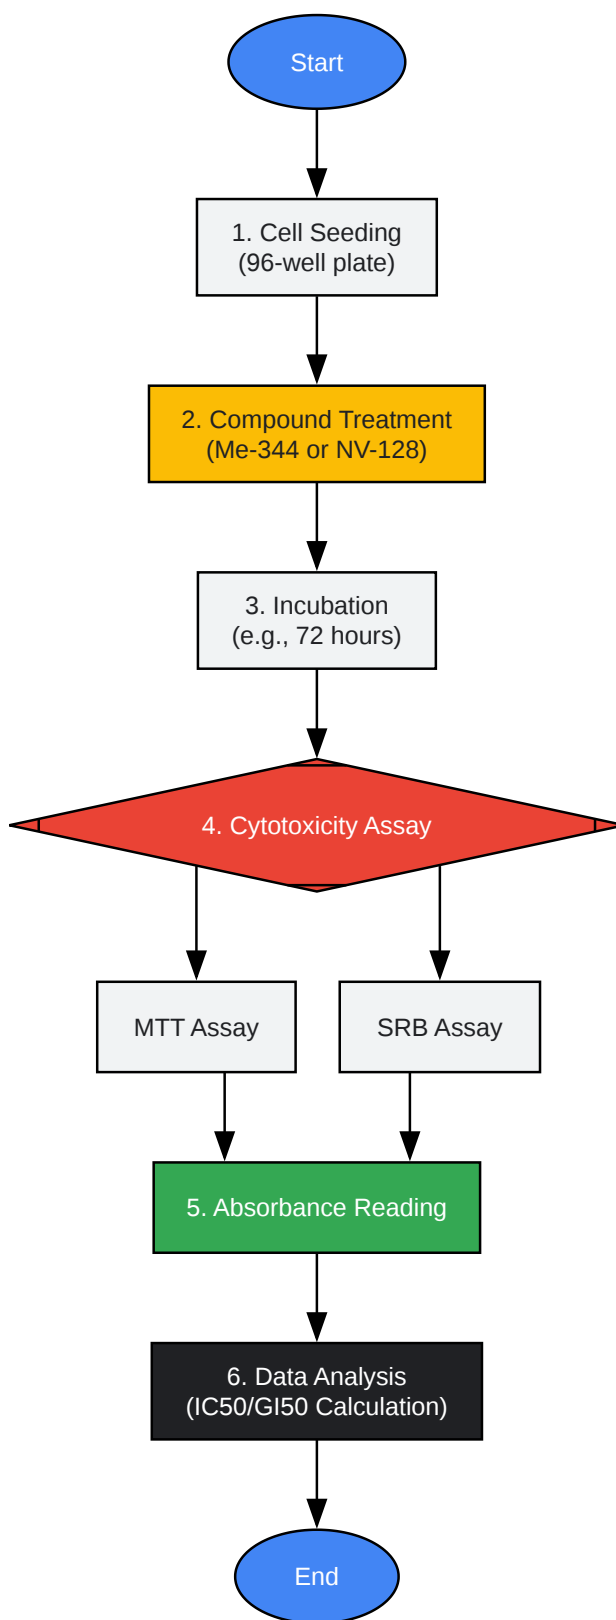 Start
1. Cell Seeding
(96-well plate)
2. Compound Treatment
(Me-344 or NV-128)
3. Incubation
(e.g., 72 hours)
4. Cytotoxicity Assay
MTT Assay
SRB Assay
5. Absorbance Reading
6. Data Analysis
(IC50/GI50 Calculation)
End